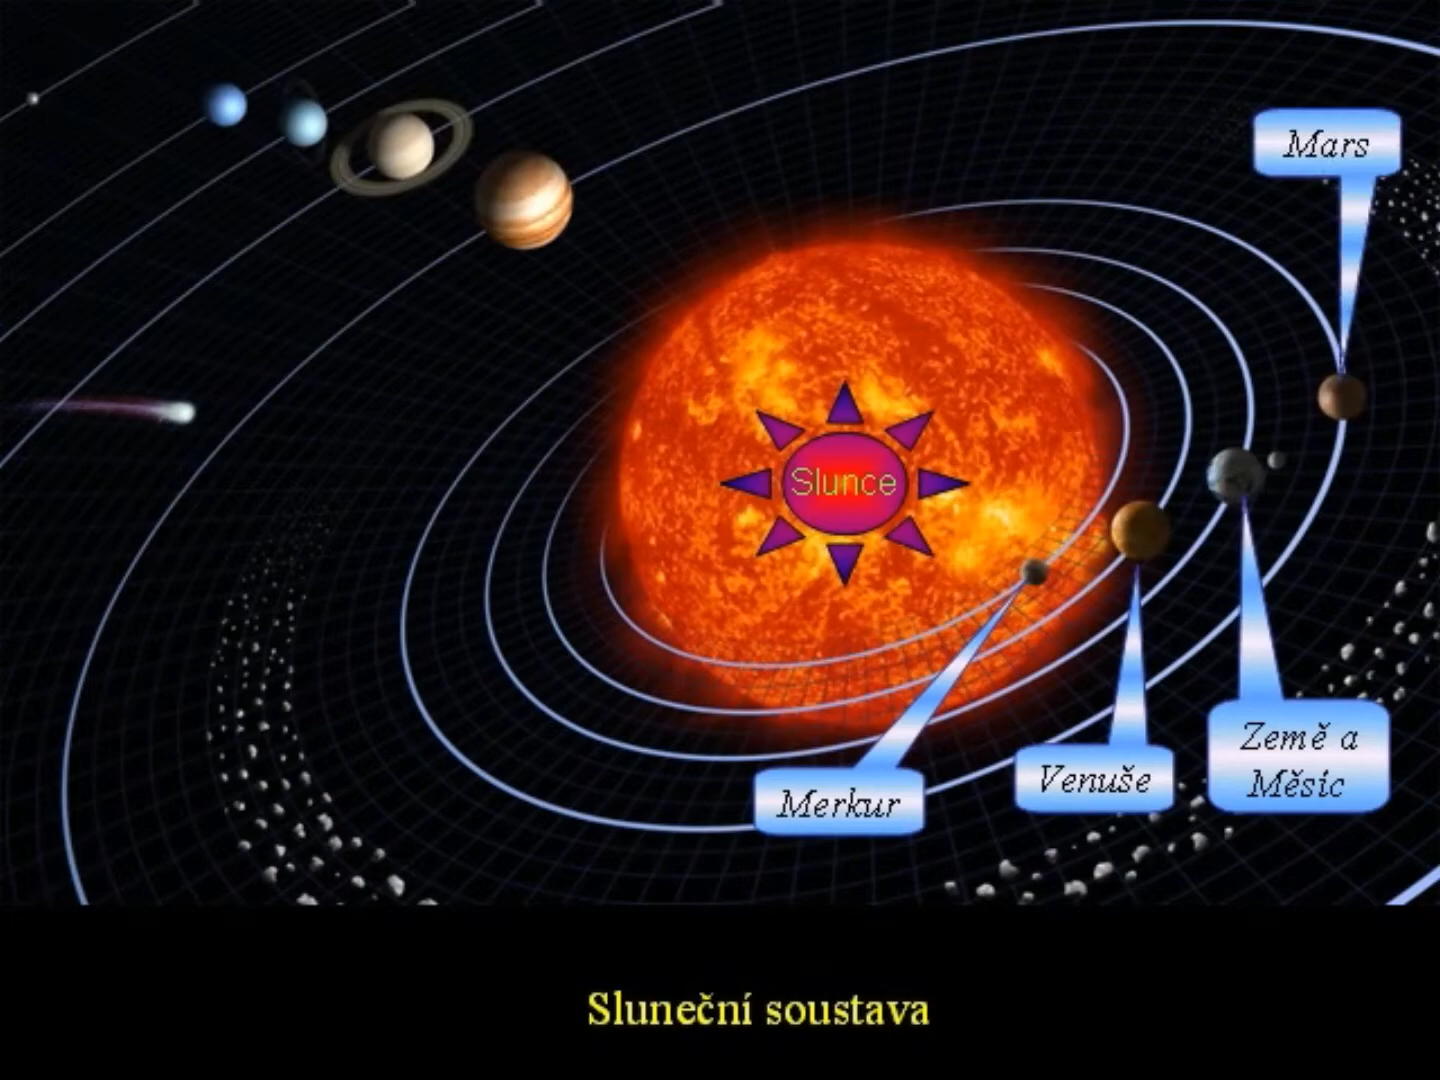 Mars
Slunce
Země a
Měsíc
Venuše
Merkur
Sluneční soustava